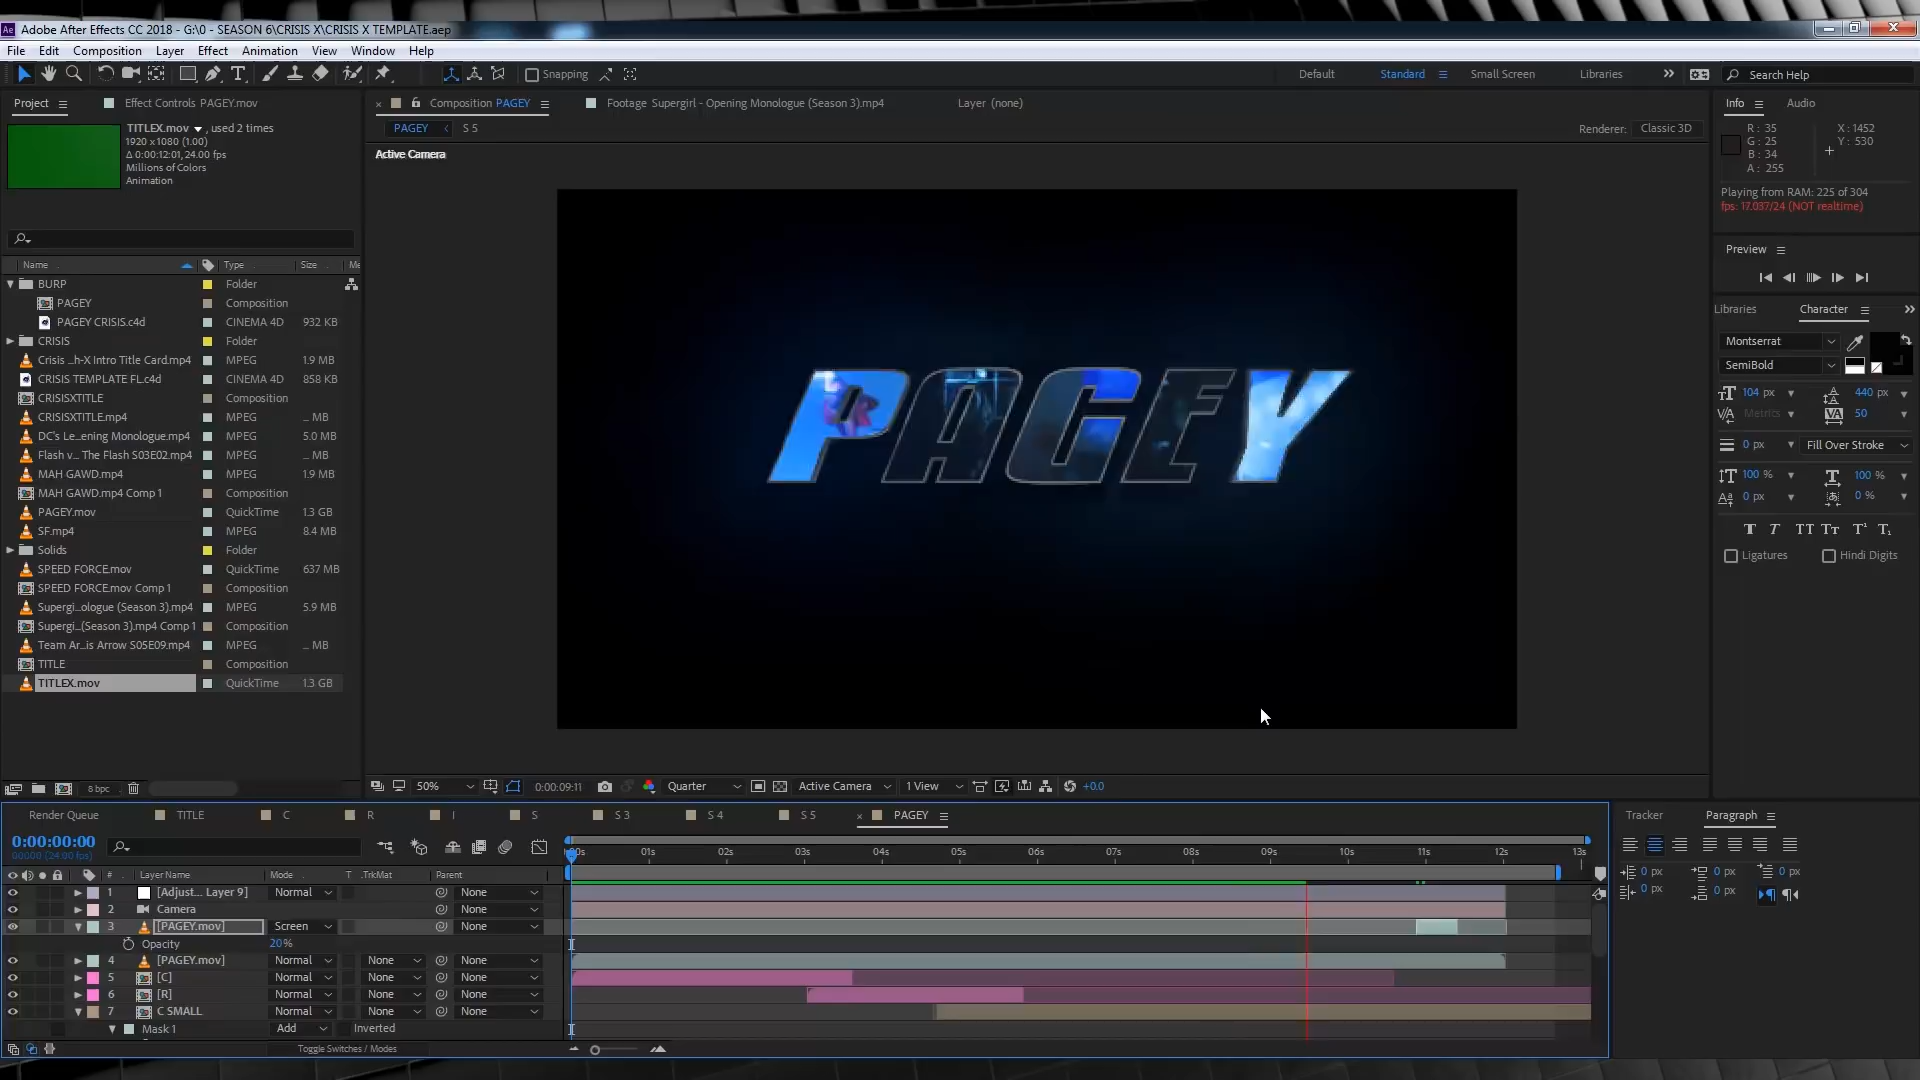 Adobe After Effects CC 2018 - G:\0 - SEASON 6\CRISIS X\CRISIS X TEMPLATE.aep
File Edit Composition Layer Effect Animation View Window Help
Snapping
Default Standard Small Screen Libraries Search Help
Project Effect Controls PAGEY.mov
TITLEX.mov , used 2 times
1920 x 1080 (1.00)
Δ 0:00:12:01, 24.00 fps
Millions of Colors
Animation
Name Type Size Me
BURP Folder
PAGEY Composition
PAGEY CRISIS.c4d CINEMA 4D 932 KB
CRISIS Folder
Crisis ...h-X Intro Title Card.mp4 MPEG 1.9 MB
CRISIS TEMPLATE FL.c4d CINEMA 4D 858 KB
CRISISXTITLE Composition
CRISISXTITLE.mp4 MPEG ... MB
DC's Le...ening Monologue.mp4 MPEG 5.0 MB
Flash v... The Flash S03E02.mp4 MPEG ... MB
MAH GAWD.mp4 MPEG 1.9 MB
MAH GAWD.mp4 Comp 1 Composition
PAGEY.mov QuickTime 1.3 GB
SF.mp4 MPEG 8.4 MB
Solids Folder
SPEED FORCE.mov QuickTime 637 MB
SPEED FORCE.mov Comp 1 Composition
Supergi...ologue (Season 3).mp4 MPEG 5.9 MB
Supergi...(Season 3).mp4 Comp 1 Composition
Team Ar...is Arrow S05E09.mp4 MPEG ... MB
TITLE Composition
TITLEX.mov QuickTime 1.3 GB
8 bpc
Composition PAGEY Footage Supergirl - Opening Monologue (Season 3).mp4 Layer (none)
PAGEY S 5
Renderer: Classic 3D
Active Camera
PAGEY
50% 0:00:09:11 Quarter Active Camera 1 View +0.0
Info Audio
R : 35 X : 1452
G : 25 Y : 530
B : 34
A : 255
Playing from RAM: 225 of 304
fps: 17.037/24 (NOT realtime)
Preview
Libraries Character
Montserrat
SemiBold
104 px 440 px
Metrics 50
0 px Fill Over Stroke
100 % 100 %
0 px 0 %
T T TT Tt T¹ T₁
Ligatures Hindi Digits
Render Queue TITLE C R I S S 3 S 4 S 5 PAGEY
0:00:00:00
00000 (24.00 fps)
:00s 01s 02s 03s 04s 05s 06s 07s 08s 09s 10s 11s 12s 13s
# Layer Name Mode T .TrkMat Parent
1 [Adjust... Layer 9] Normal None
2 Camera None
3 [PAGEY.mov] Screen None
Opacity 20%
4 [PAGEY.mov] Normal None None
5 [C] Normal None None
6 [R] Normal None None
7 C SMALL Normal None None
Mask 1 Add Inverted
Toggle Switches / Modes
Tracker Paragraph
0 px 0 px 0 px
0 px 0 px